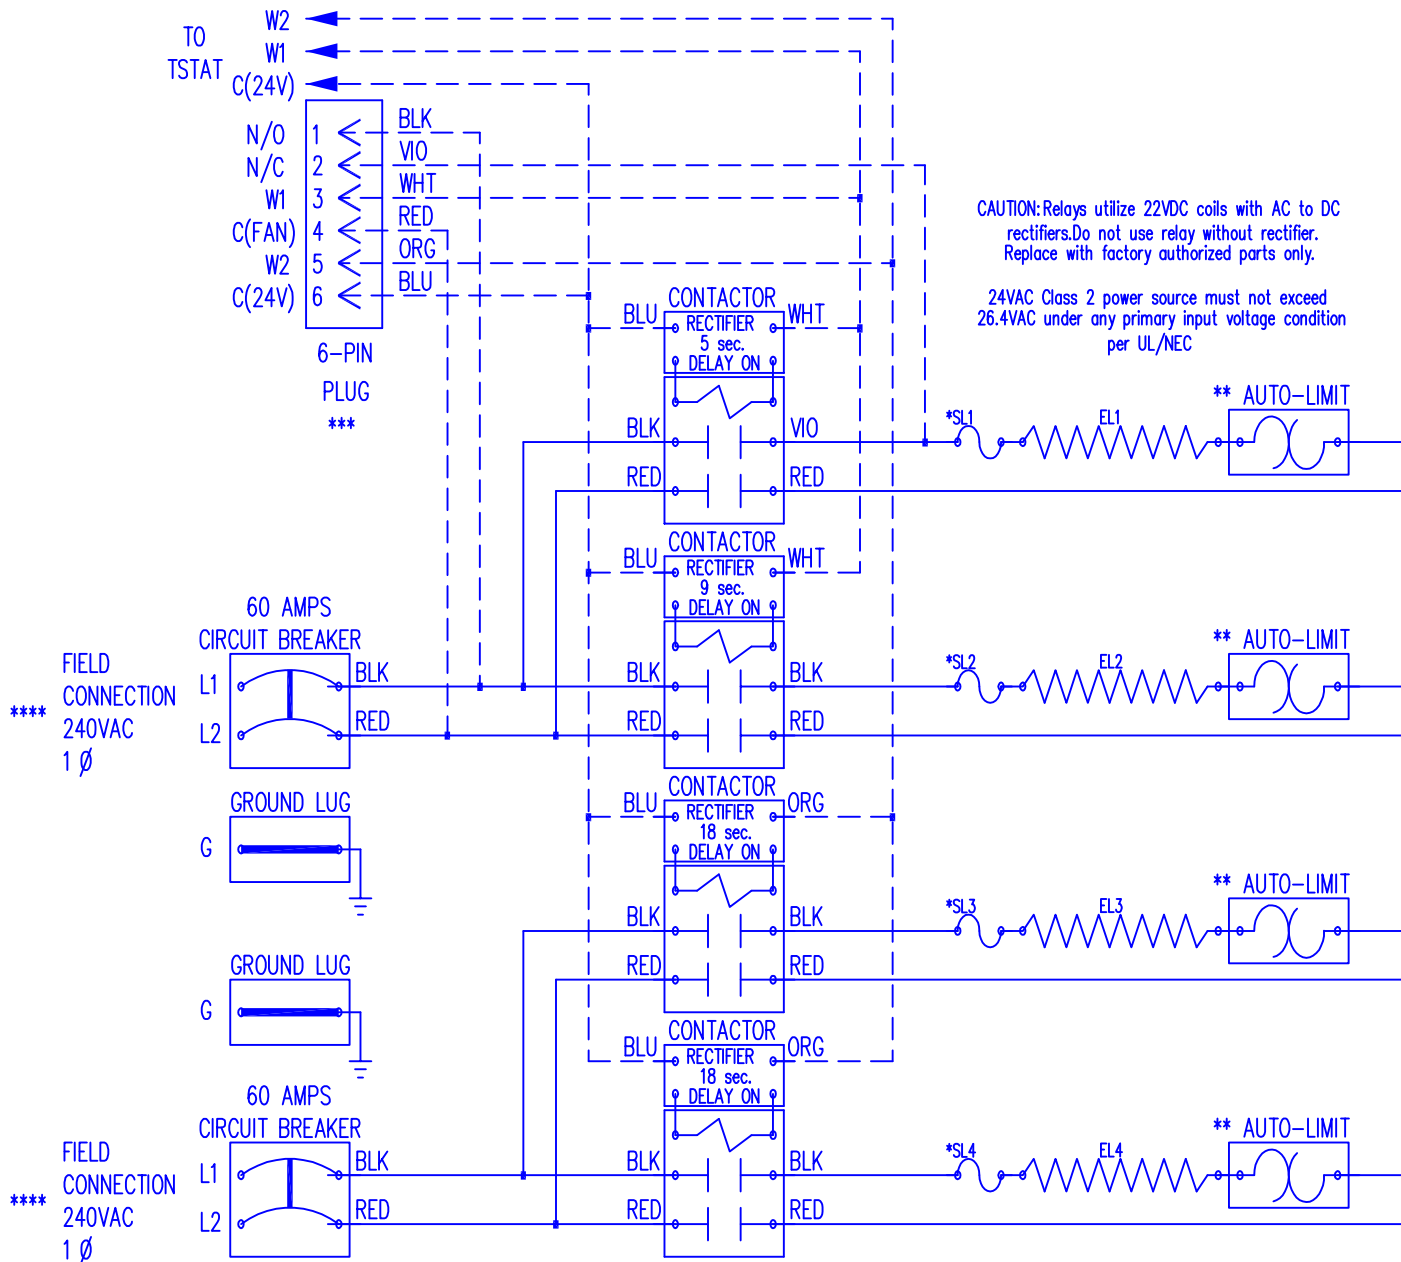 W2
TO
TSTAT
W1
C(24V)
N/O 1 BLK
N/C 2 VIO
W1 3 WHT
C(FAN) 4 RED
W2 5 ORG
C(24V) 6 BLU
6-PIN
PLUG
***
CAUTION:Relays utilize 22VDC coils with AC to DC
rectifiers.Do not use relay without rectifier.
Replace with factory authorized parts only.
24VAC Class 2 power source must not exceed
26.4VAC under any primary input voltage condition
per UL/NEC
CONTACTOR
BLU RECTIFIER WHT
5 sec.
DELAY ON
BLK VIO
RED RED
*SL1 EL1 ** AUTO-LIMIT
CONTACTOR
BLU RECTIFIER WHT
9 sec.
DELAY ON
60 AMPS
CIRCUIT BREAKER
FIELD
CONNECTION
**** 240VAC
1 Ø
L1 BLK
L2 RED
BLK BLK
RED RED
*SL2 EL2 ** AUTO-LIMIT
GROUND LUG
G
CONTACTOR
BLU RECTIFIER ORG
18 sec.
DELAY ON
BLK BLK
RED RED
*SL3 EL3 ** AUTO-LIMIT
GROUND LUG
G
CONTACTOR
BLU RECTIFIER ORG
18 sec.
DELAY ON
60 AMPS
CIRCUIT BREAKER
FIELD
CONNECTION
**** 240VAC
1 Ø
L1 BLK
L2 RED
BLK BLK
RED RED
*SL4 EL4 ** AUTO-LIMIT